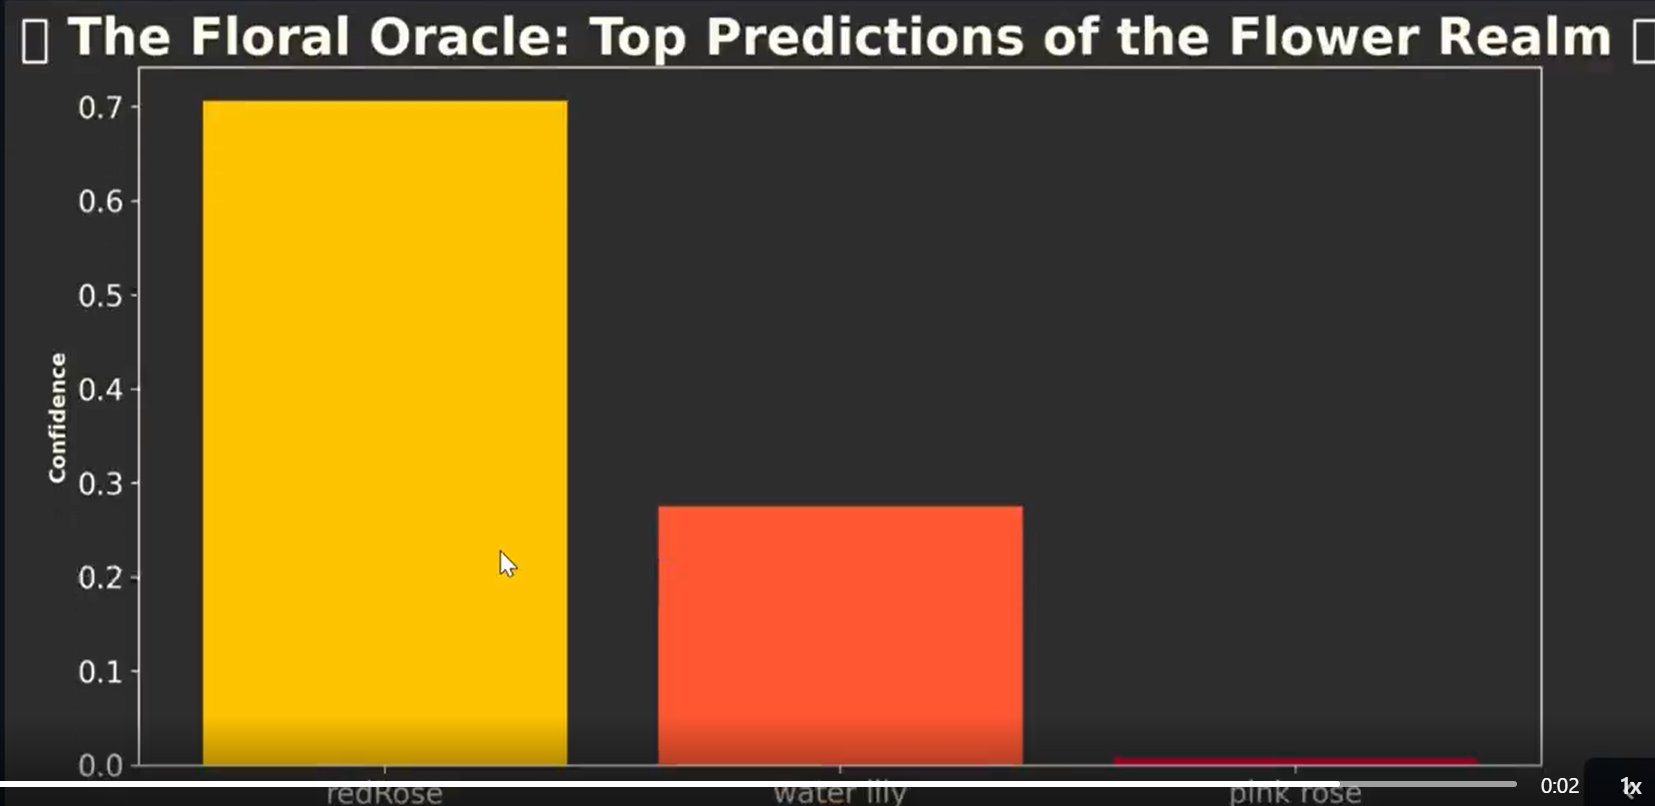 The Floral Oracle: Top Predictions of the Flower Realm
0.7
0.6
0.5
0.4
0.3
0.2
0.1
0.0
Confidence
redRose
water lily
pink rose
0:02
1x